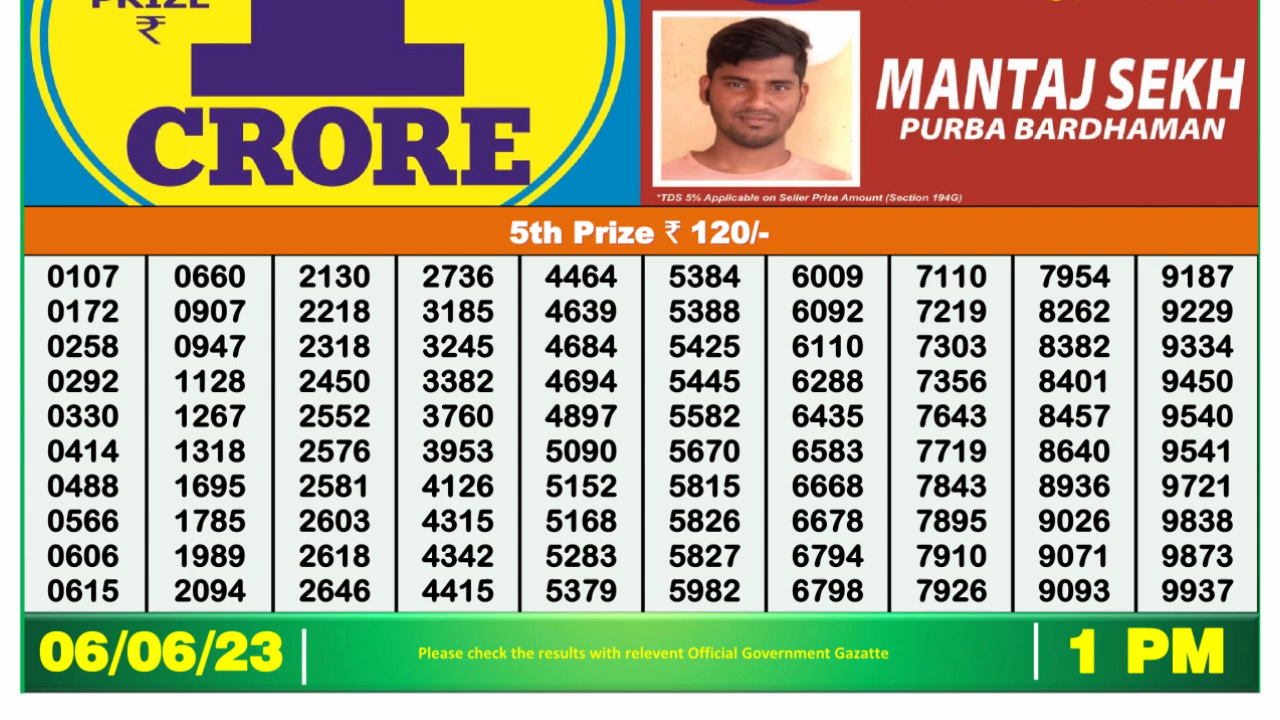 PRIZE
₹
1
CRORE
MANTAJ SEKH
PURBA BARDHAMAN
*TDS 5% Applicable on Seller Prize Amount (Section 194G)
5th Prize ₹ 120/-
0107 0660 2130 2736 4464 5384 6009 7110 7954 9187
0172 0907 2218 3185 4639 5388 6092 7219 8262 9229
0258 0947 2318 3245 4684 5425 6110 7303 8382 9334
0292 1128 2450 3382 4694 5445 6288 7356 8401 9450
0330 1267 2552 3760 4897 5582 6435 7643 8457 9540
0414 1318 2576 3953 5090 5670 6583 7719 8640 9541
0488 1695 2581 4126 5152 5815 6668 7843 8936 9721
0566 1785 2603 4315 5168 5826 6678 7895 9026 9838
0606 1989 2618 4342 5283 5827 6794 7910 9071 9873
0615 2094 2646 4415 5379 5982 6798 7926 9093 9937
06/06/23
Please check the results with relevent Official Government Gazatte
1 PM